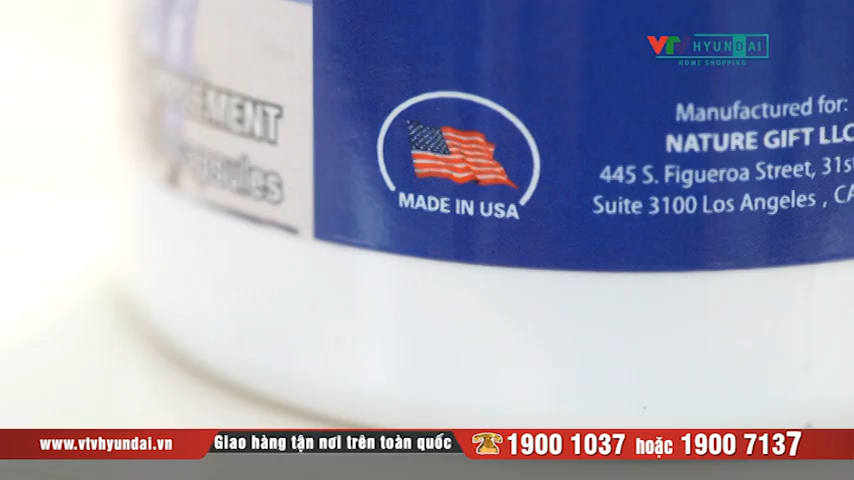 VTV HYUNDAI
HOME SHOPPING
EMENT
MADE IN USA
Manufactured for:
NATURE GIFT LLC
445 S. Figueroa Street, 31st
Suite 3100 Los Angeles , CA
www.vtvhyundai.vn
Giao hàng tận nơi trên toàn quốc
☎ 1900 1037 hoặc 1900 7137